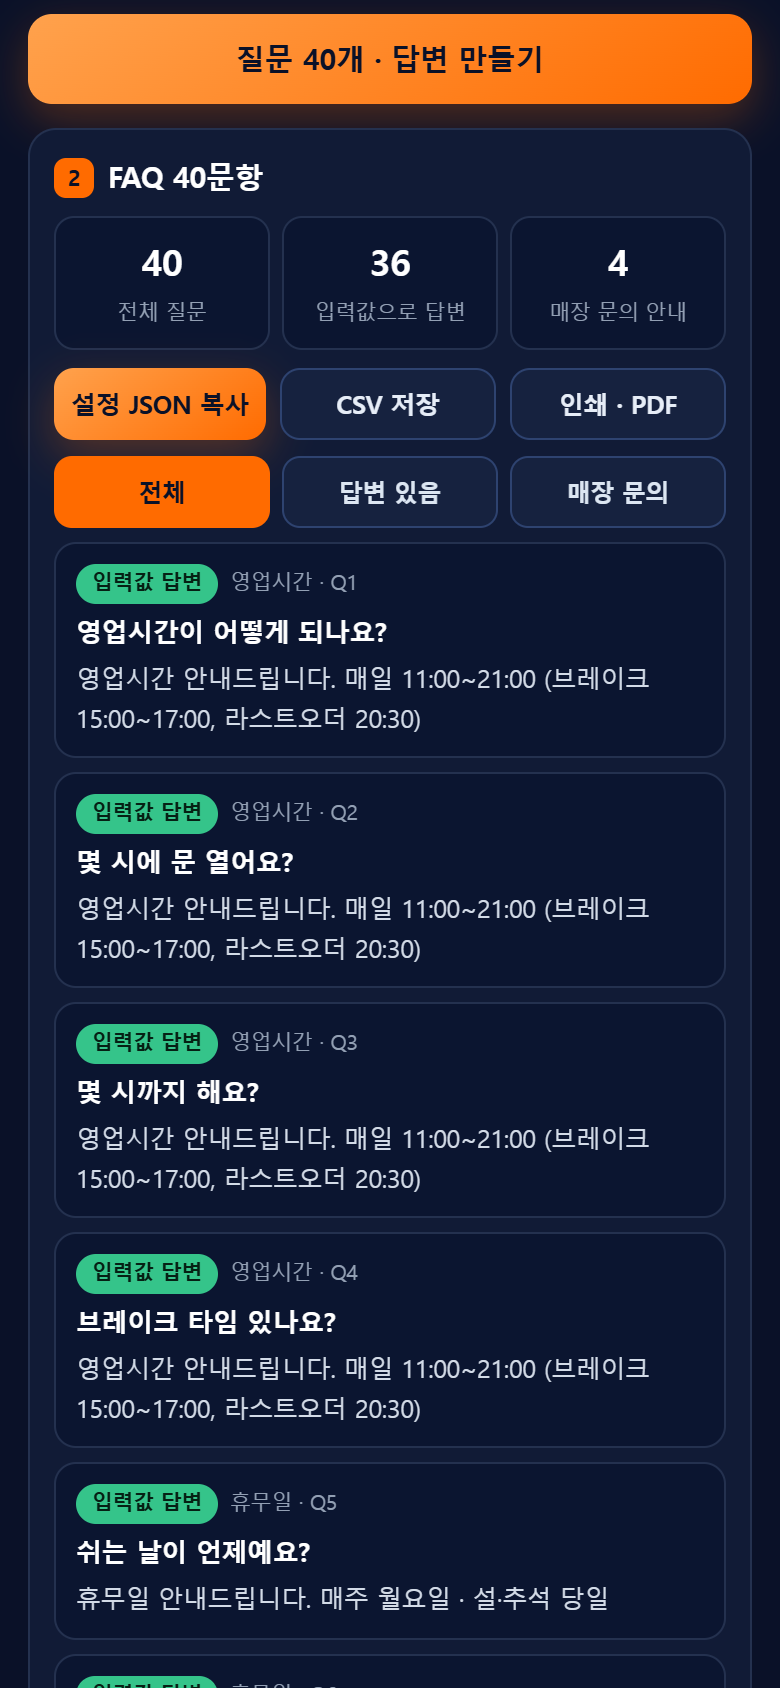 질문 40개 · 답변 만들기
2 FAQ 40문항
40 36 4
전체 질문 입력값으로 답변 매장 문의 안내
설정 JSON 복사 CSV 저장 인쇄 · PDF
전체 답변 있음 매장 문의
입력값 답변 영업시간 · Q1
영업시간이 어떻게 되나요?
영업시간 안내드립니다. 매일 11:00~21:00 (브레이크
15:00~17:00, 라스트오더 20:30)
입력값 답변 영업시간 · Q2
몇 시에 문 열어요?
영업시간 안내드립니다. 매일 11:00~21:00 (브레이크
15:00~17:00, 라스트오더 20:30)
입력값 답변 영업시간 · Q3
몇 시까지 해요?
영업시간 안내드립니다. 매일 11:00~21:00 (브레이크
15:00~17:00, 라스트오더 20:30)
입력값 답변 영업시간 · Q4
브레이크 타임 있나요?
영업시간 안내드립니다. 매일 11:00~21:00 (브레이크
15:00~17:00, 라스트오더 20:30)
입력값 답변 휴무일 · Q5
쉬는 날이 언제예요?
휴무일 안내드립니다. 매주 월요일 · 설·추석 당일